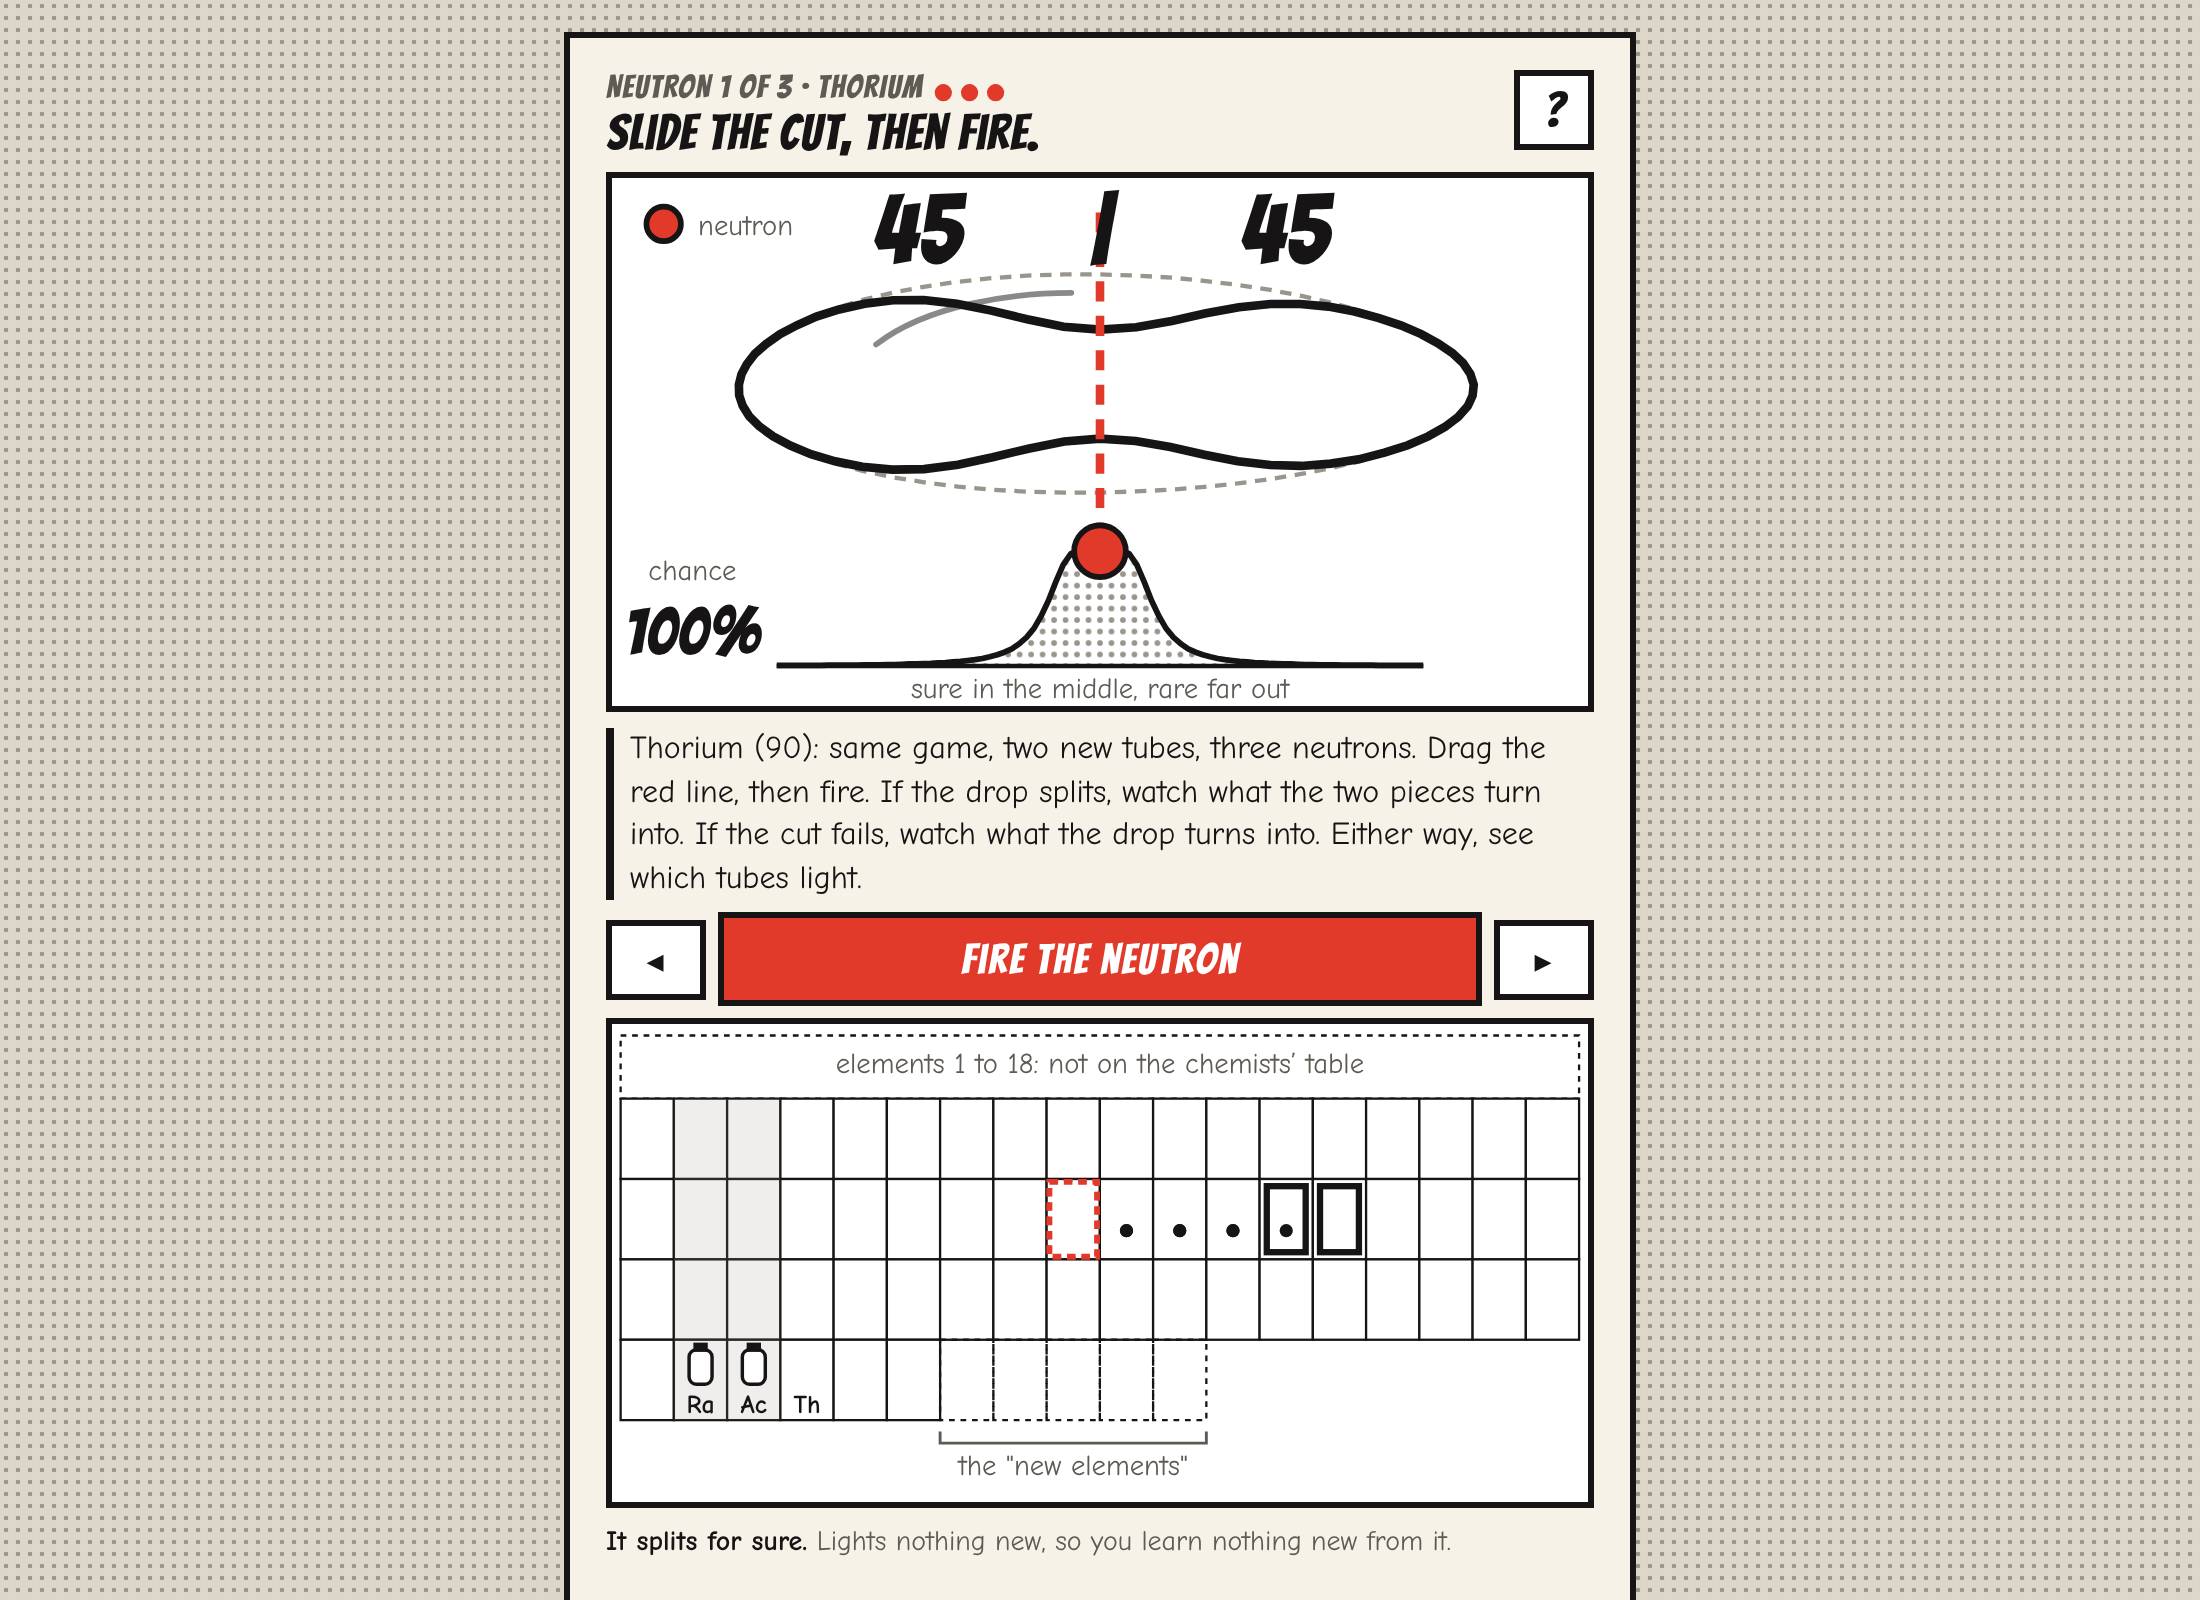 NEUTRON 1 OF 3 · THORIUM
SLIDE THE CUT, THEN FIRE.
?
neutron
45 / 45
chance
100%
sure in the middle, rare far out
Thorium (90): same game, two new tubes, three neutrons. Drag the
red line, then fire. If the drop splits, watch what the two pieces turn
into. If the cut fails, watch what the drop turns into. Either way, see
which tubes light.
◄ FIRE THE NEUTRON ►
elements 1 to 18: not on the chemists' table
Ra Ac Th
the "new elements"
It splits for sure. Lights nothing new, so you learn nothing new from it.